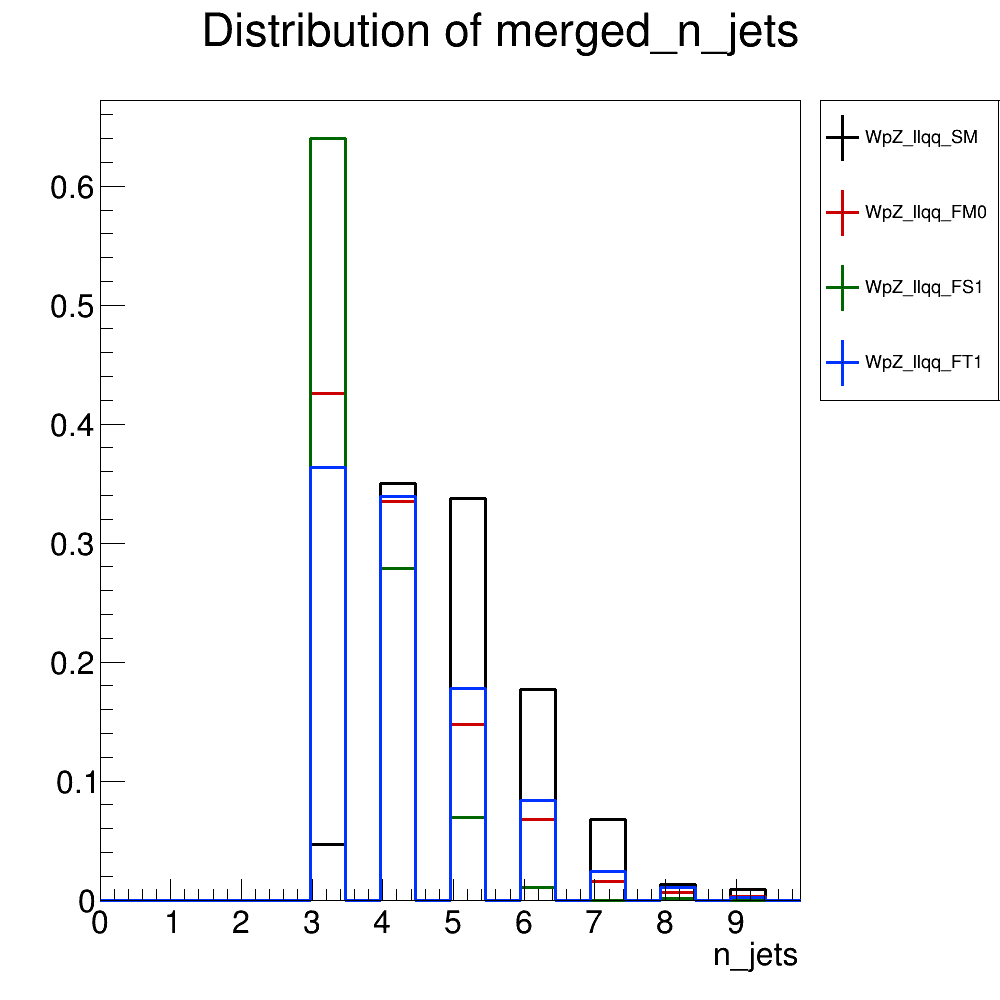 Distribution of merged_n_jets
WpZ_llqq_SM
WpZ_llqq_FM0
WpZ_llqq_FS1
WpZ_llqq_FT1
0.6
0.5
0.4
0.3
0.2
0.1
0
0 1 2 3 4 5 6 7 8 9
n_jets